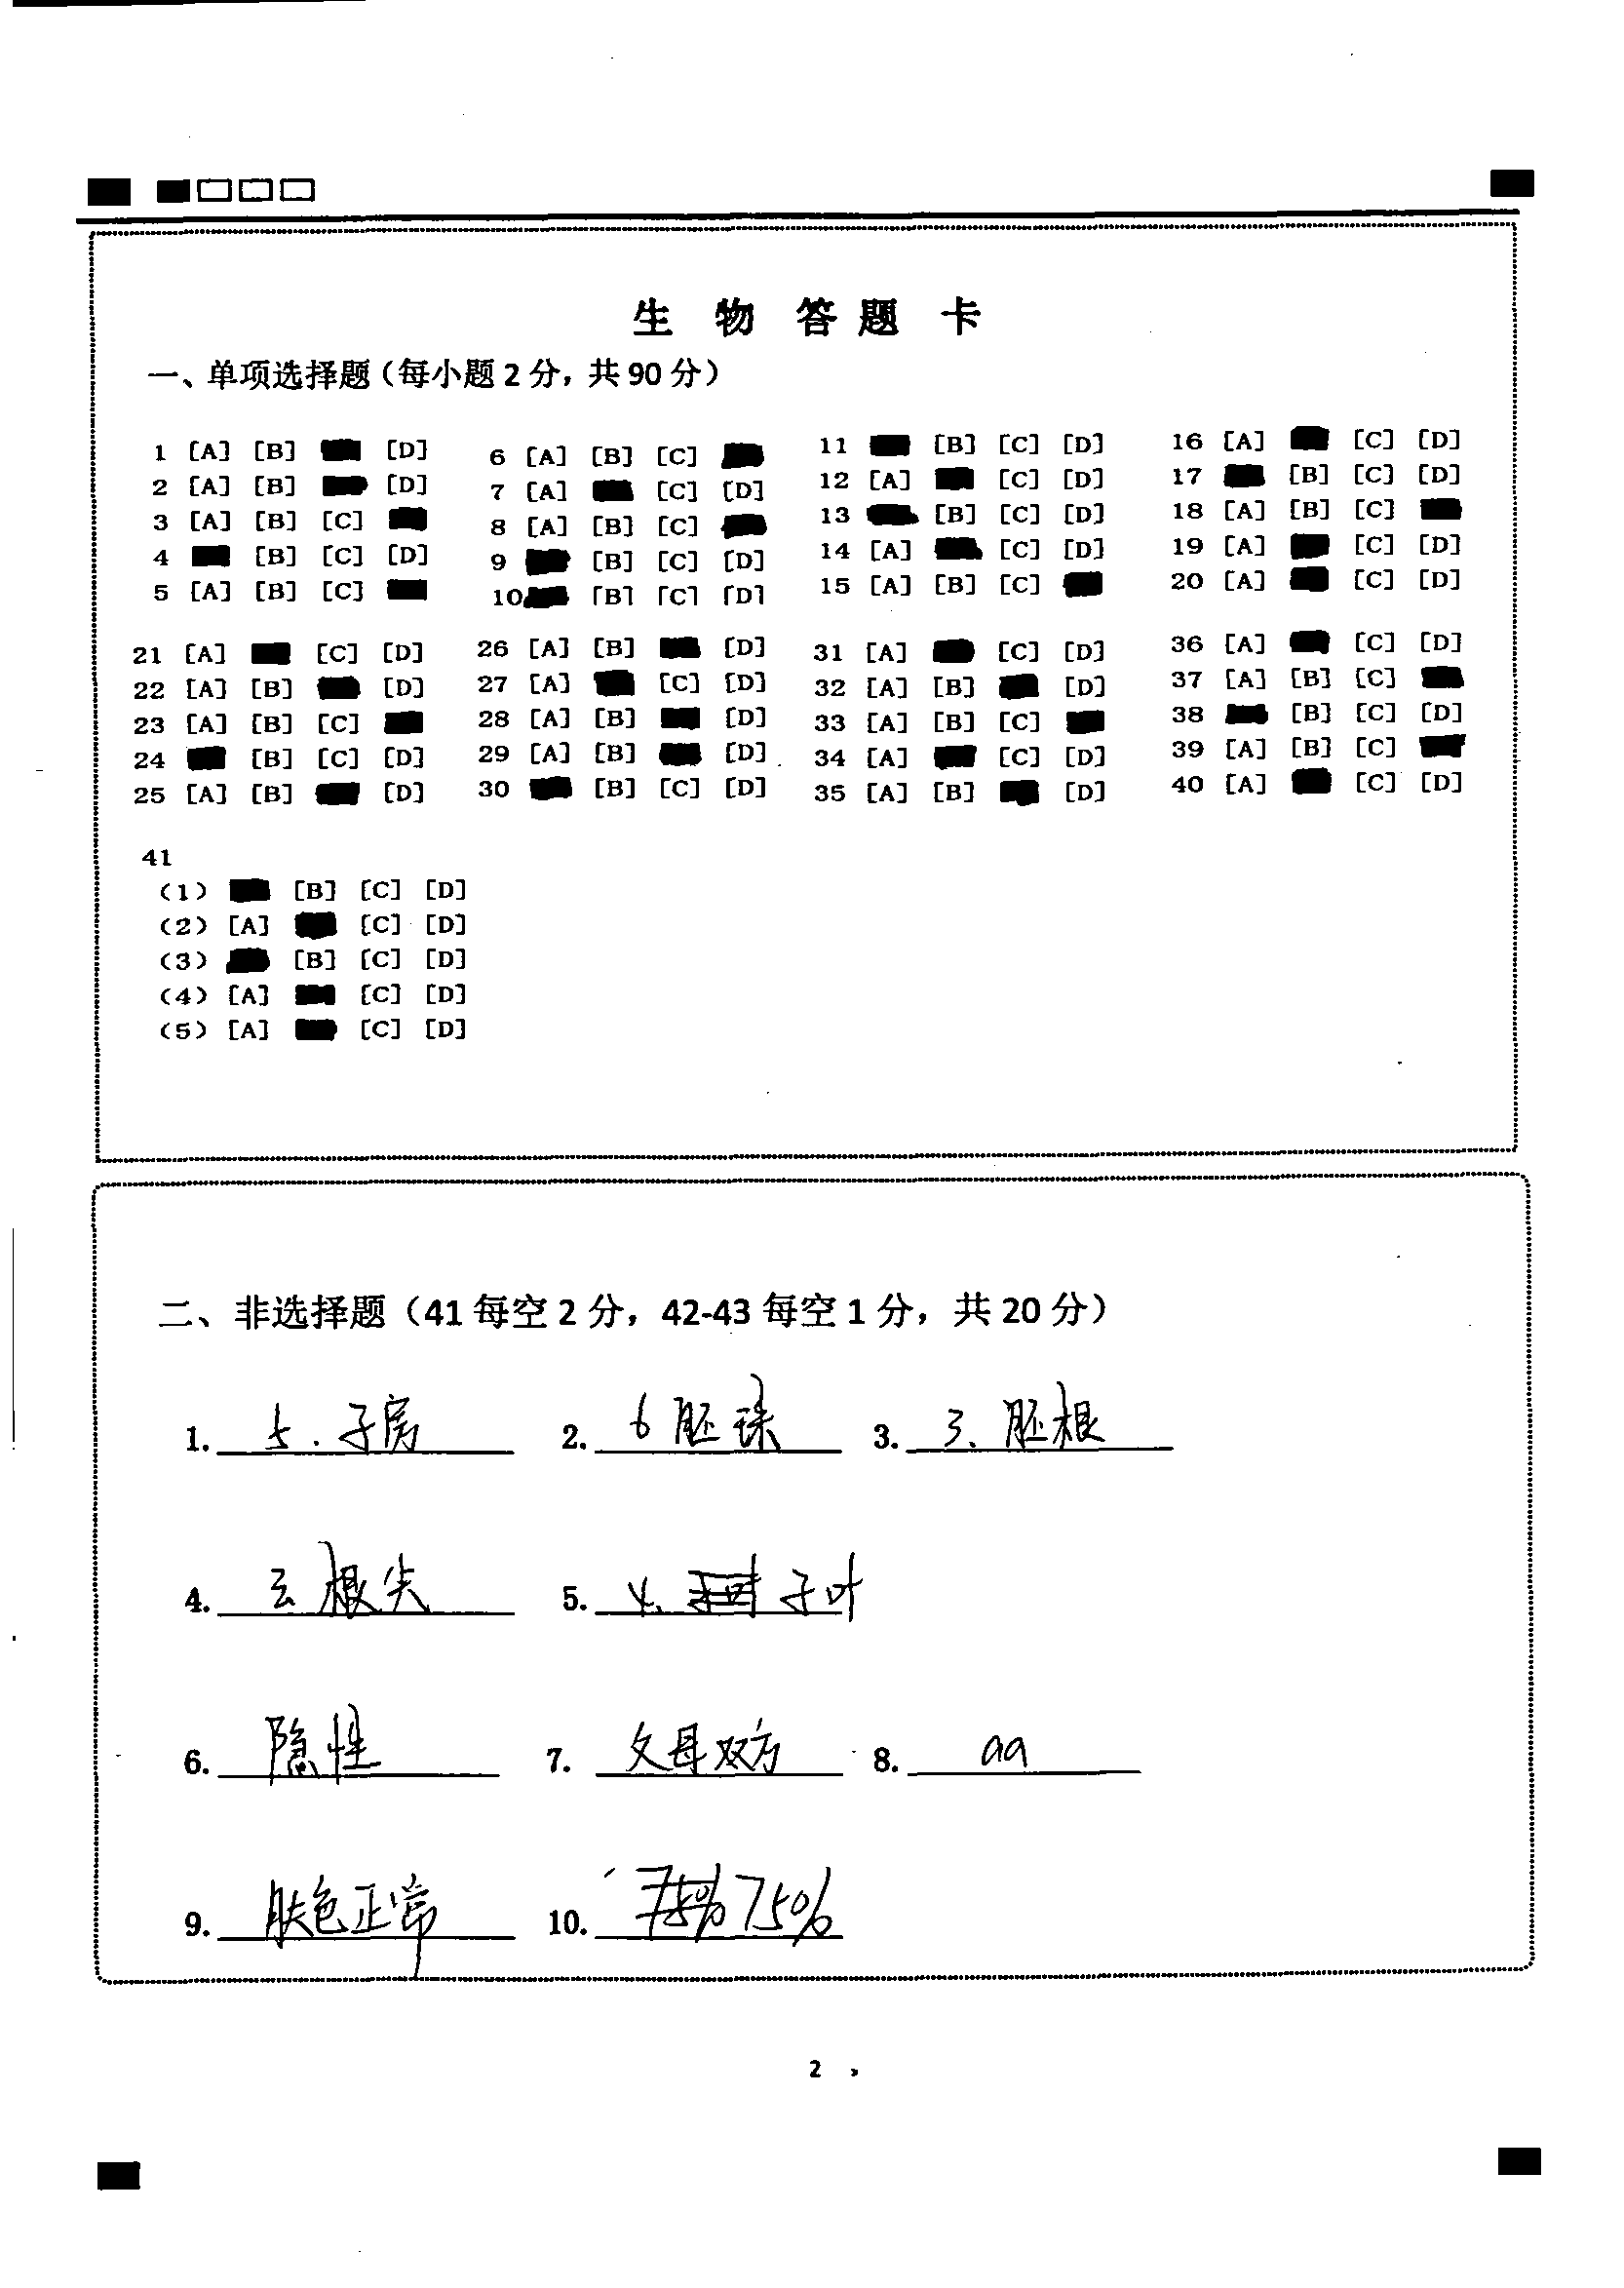 生 物 答 题 卡
一、单项选择题（每小题 2 分，共 90 分）
1 [A] [B] [D] 6 [A] [B] [C] 11 [B] [C] [D] 16 [A] [C] [D]
2 [A] [B] [D] 7 [A] [C] [D] 12 [A] [C] [D] 17 [B] [C] [D]
3 [A] [B] [C] 8 [A] [B] [C] 13 [B] [C] [D] 18 [A] [B] [C]
4 [B] [C] [D] 9 [B] [C] [D] 14 [A] [C] [D] 19 [A] [C] [D]
5 [A] [B] [C] 10 [B] [C] [D] 15 [A] [B] [C] 20 [A] [C] [D]
21 [A] [C] [D] 26 [A] [B] [D] 31 [A] [C] [D] 36 [A] [C] [D]
22 [A] [B] [D] 27 [A] [C] [D] 32 [A] [B] [D] 37 [A] [B] [C]
23 [A] [B] [C] 28 [A] [B] [D] 33 [A] [B] [C] 38 [B] [C] [D]
24 [B] [C] [D] 29 [A] [B] [D] 34 [A] [C] [D] 39 [A] [B] [C]
25 [A] [B] [D] 30 [B] [C] [D] 35 [A] [B] [D] 40 [A] [C] [D]
41
(1) [B] [C] [D]
(2) [A] [C] [D]
(3) [B] [C] [D]
(4) [A] [C] [D]
(5) [A] [C] [D]
二、非选择题（41 每空 2 分，42-43 每空 1 分，共 20 分）
1. 5. 子房 2. 6 胚珠 3. 3. 胚根
4. 根尖 5. 4. 子叶
6. 隐性 7. 父母双方 8. aa
9. 肤色正常 10. 75% 75%
2